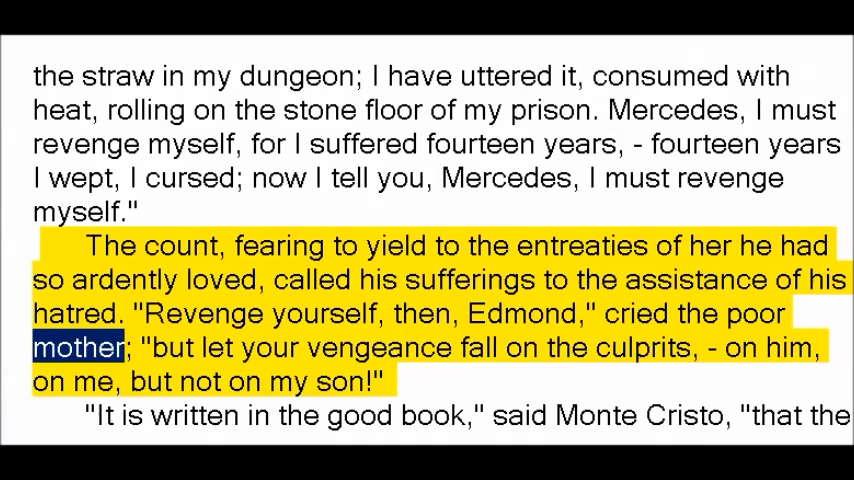 the straw in my dungeon; I have uttered it, consumed with
heat, rolling on the stone floor of my prison. Mercedes, I must
revenge myself, for I suffered fourteen years, - fourteen years
I wept, I cursed; now I tell you, Mercedes, I must revenge
myself."
The count, fearing to yield to the entreaties of her he had
so ardently loved, called his sufferings to the assistance of his
hatred. "Revenge yourself, then, Edmond," cried the poor
mother; "but let your vengeance fall on the culprits, - on him,
on me, but not on my son!"
"It is written in the good book," said Monte Cristo, "that the